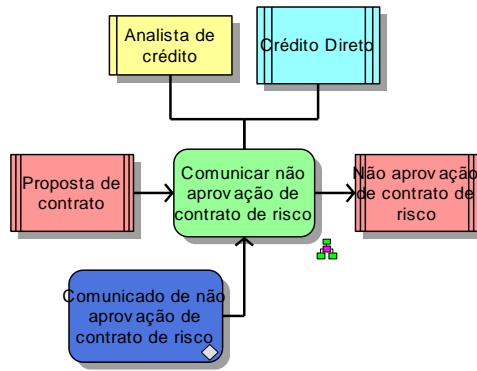 Analista de
crédito
Crédito Direto
Proposta de
contrato
Comunicar não
aprovação de
contrato de risco
Não aprovação
de contrato de
risco
Comunicado de não
aprovação de
contrato de risco